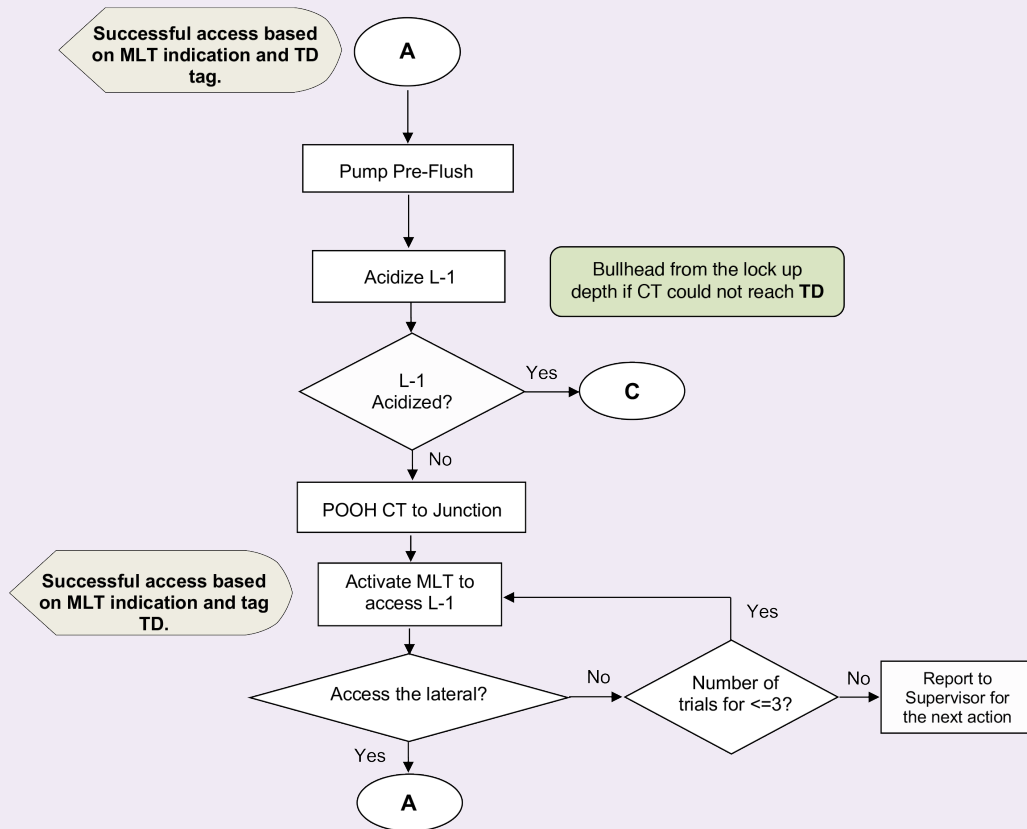 Successful access based
on MLT indication and TD
tag.
A
Pump Pre-Flush
Acidize L-1
Bullhead from the lock up
depth if CT could not reach TD
L-1
Acidized?
Yes
C
No
POOH CT to Junction
Successful access based
on MLT indication and tag
TD.
Activate MLT to
access L-1
Yes
Access the lateral?
No
Number of
trials for <=3?
No
Report to
Supervisor for
the next action
Yes
A